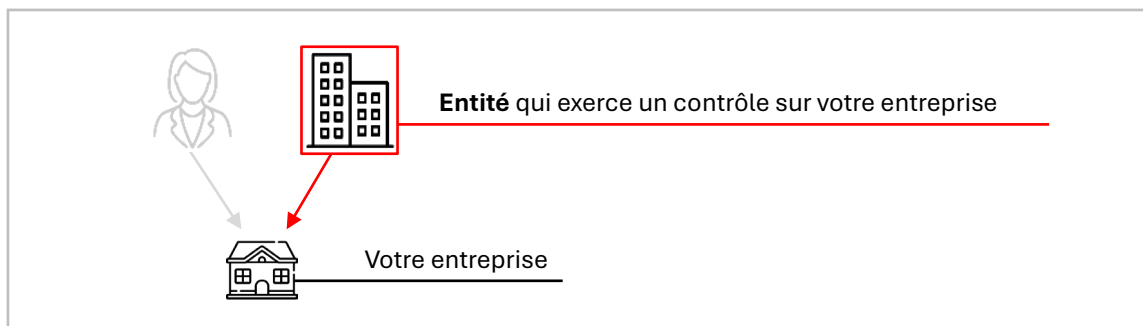 Entité qui exerce un contrôle sur votre entreprise
Votre entreprise